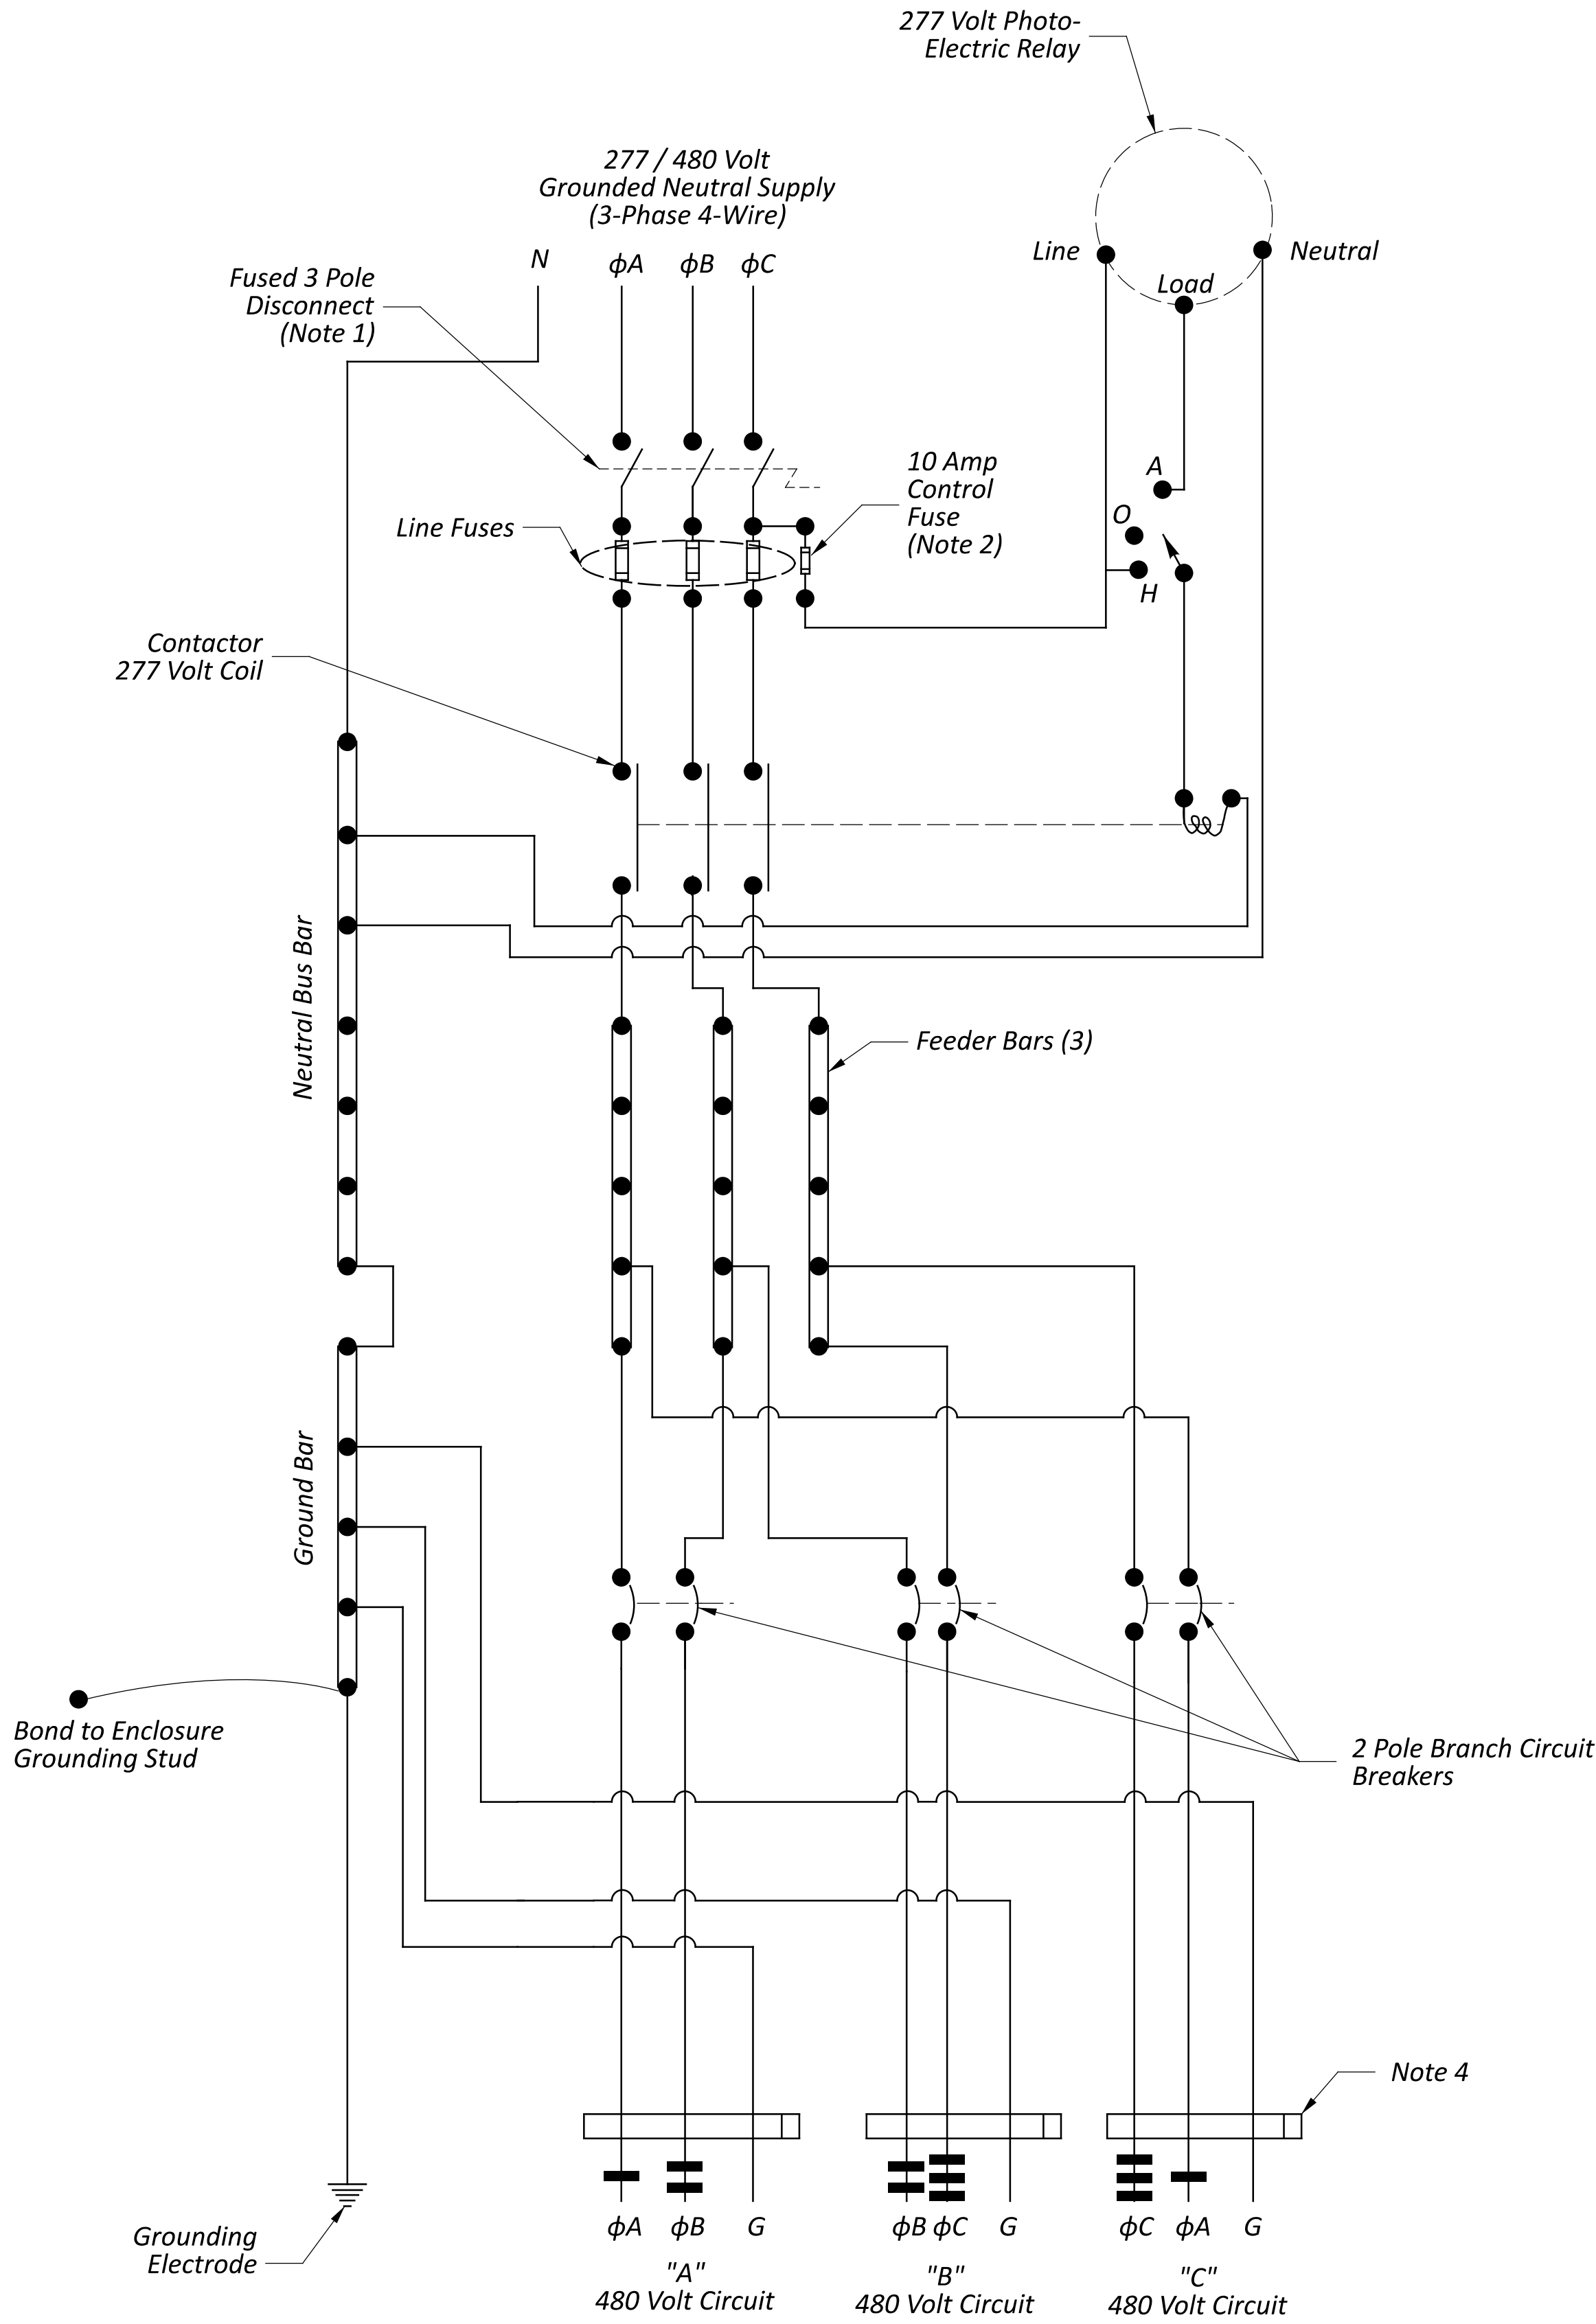 277 Volt Photo-
Electric Relay
277 / 480 Volt
Grounded Neutral Supply
(3-Phase 4-Wire)
N
ϕA
ϕB
ϕC
Line
Neutral
Load
Fused 3 Pole
Disconnect
(Note 1)
10 Amp
Control
Fuse
(Note 2)
A
O
H
Line Fuses
Contactor
277 Volt Coil
Neutral Bus Bar
Feeder Bars (3)
Ground Bar
Bond to Enclosure
Grounding Stud
2 Pole Branch Circuit
Breakers
Note 4
Grounding
Electrode
ϕA
ϕB
G
ϕB
ϕC
G
ϕC
ϕA
G
"A"
480 Volt Circuit
"B"
480 Volt Circuit
"C"
480 Volt Circuit